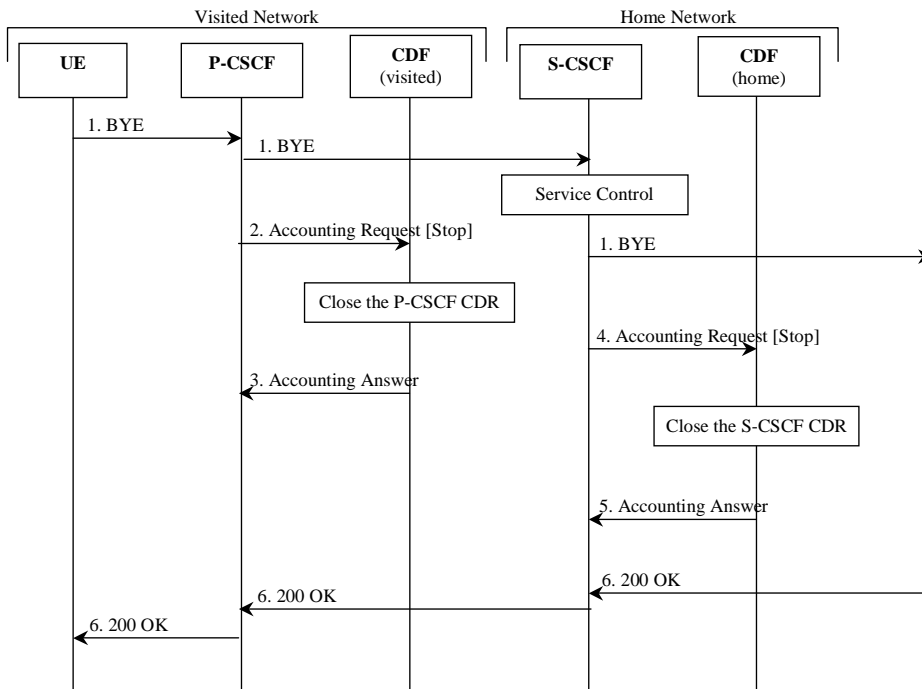 Visited Network
Home Network
UE
P-CSCF
CDF
(visited)
S-CSCF
CDF
(home)
1. BYE
1. BYE
Service Control
2. Accounting Request [Stop]
1. BYE
Close the P-CSCF CDR
4. Accounting Request [Stop]
3. Accounting Answer
Close the S-CSCF CDR
5. Accounting Answer
6. 200 OK
6. 200 OK
6. 200 OK